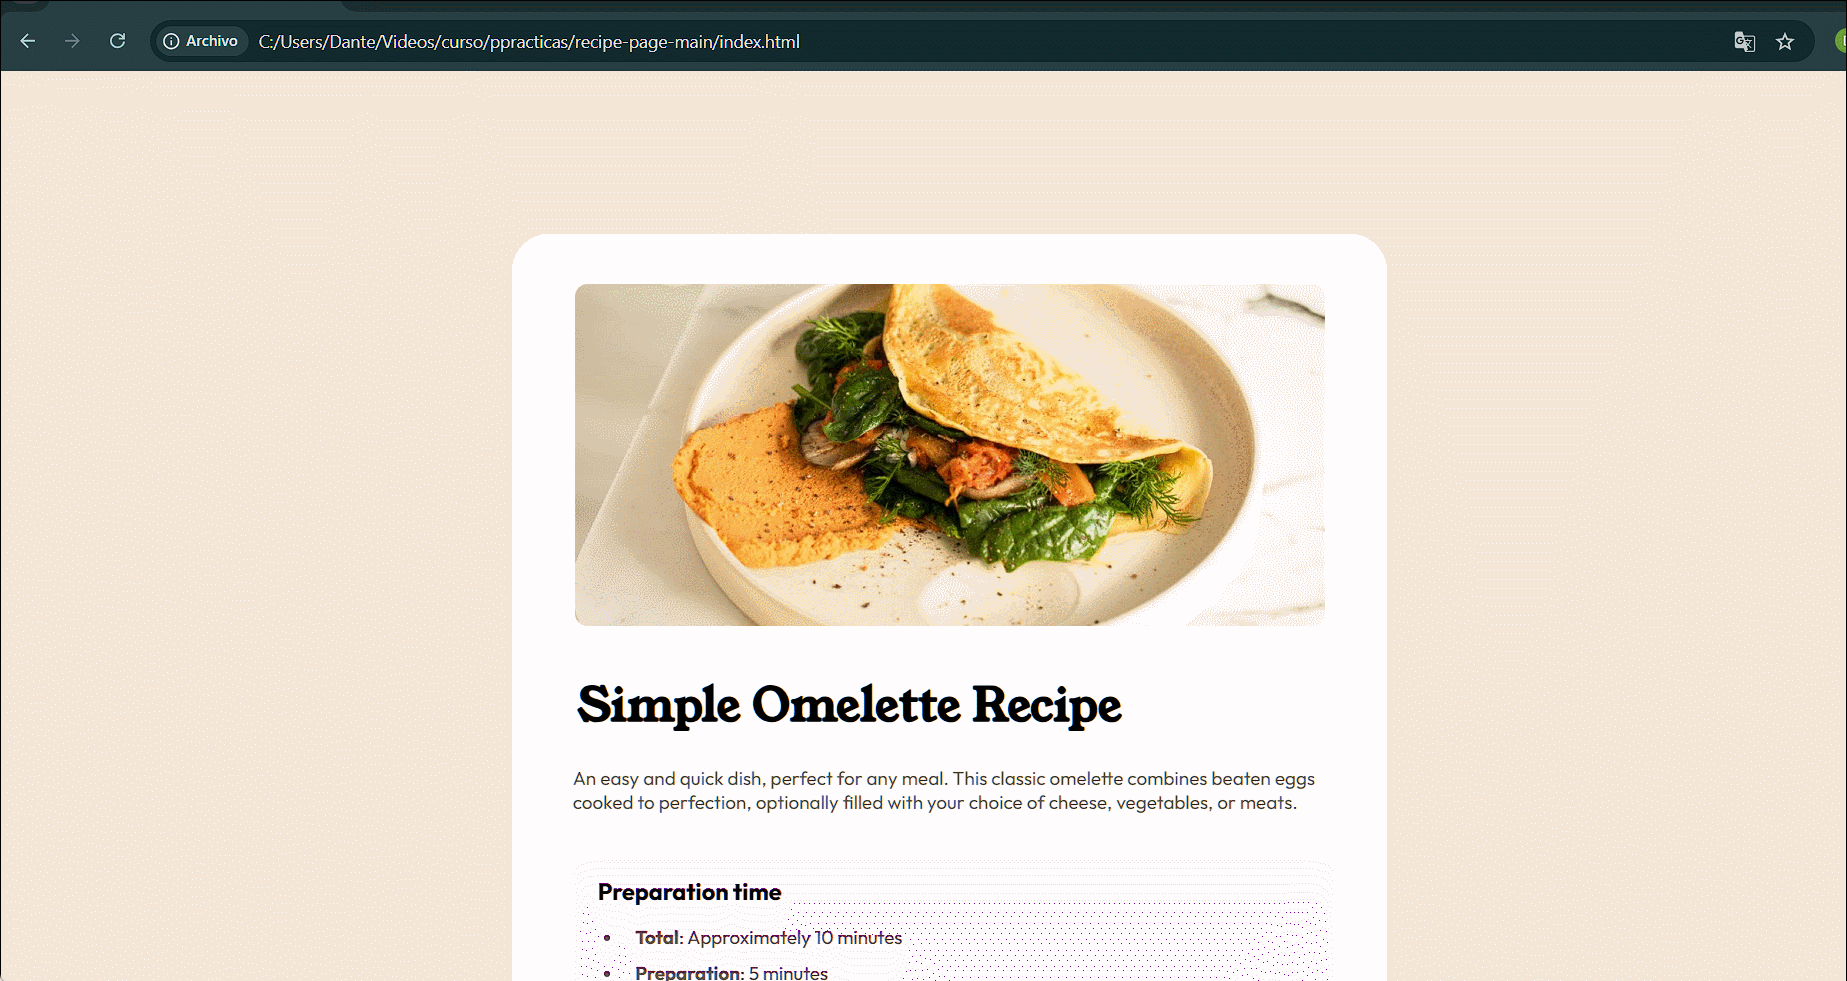 Archivo C:/Users/Dante/Videos/curso/ppracticas/recipe-page-main/index.html
Simple Omelette Recipe
An easy and quick dish, perfect for any meal. This classic omelette combines beaten eggs
cooked to perfection, optionally filled with your choice of cheese, vegetables, or meats.
Preparation time
• Total: Approximately 10 minutes
• Preparation: 5 minutes